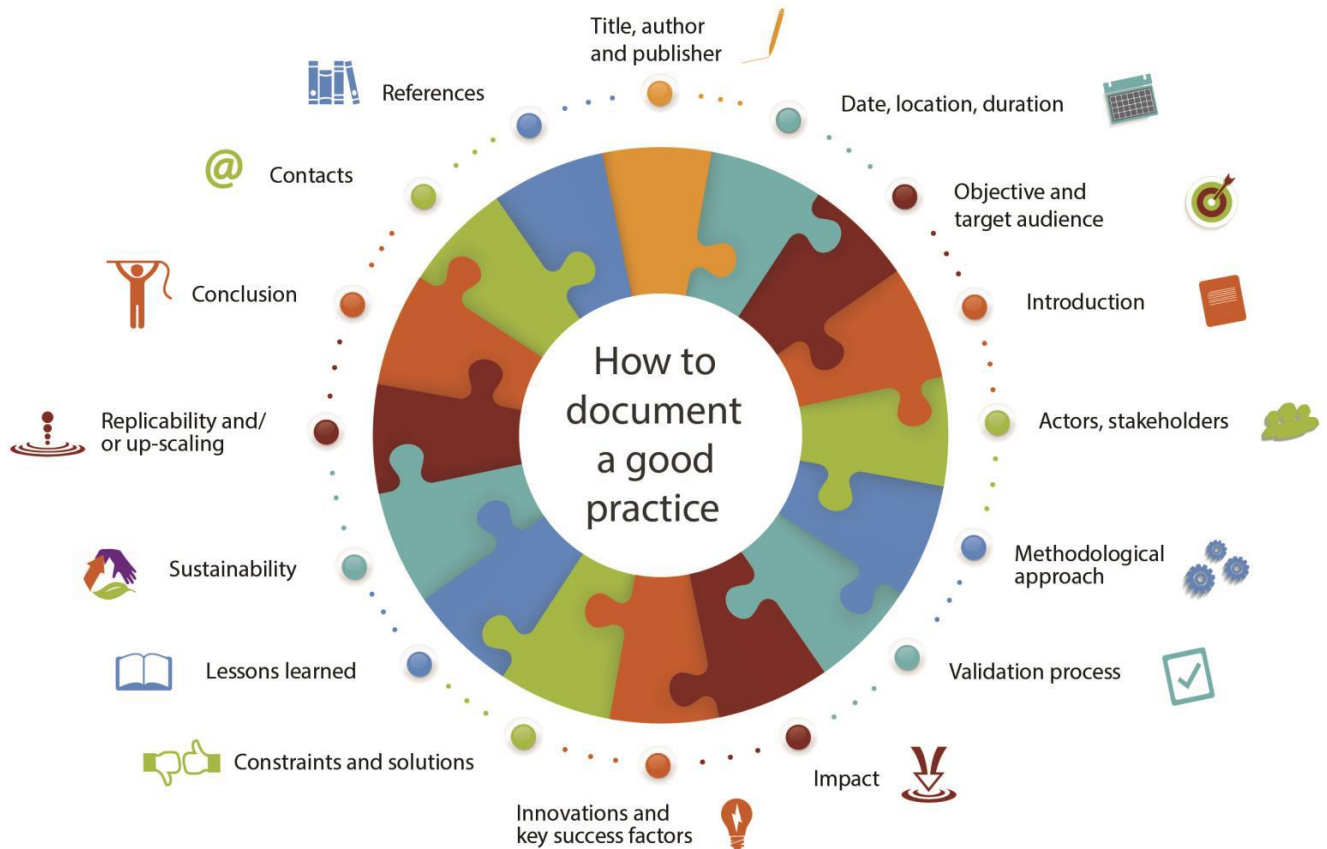 How to
document
a good
practice
Title, author
and publisher
Date, location, duration
Objective and
target audience
Introduction
Actors, stakeholders
Methodological
approach
Validation process
Impact
Innovations and
key success factors
Constraints and solutions
Lessons learned
Sustainability
Replicability and/
or up-scaling
Conclusion
@
Contacts
References